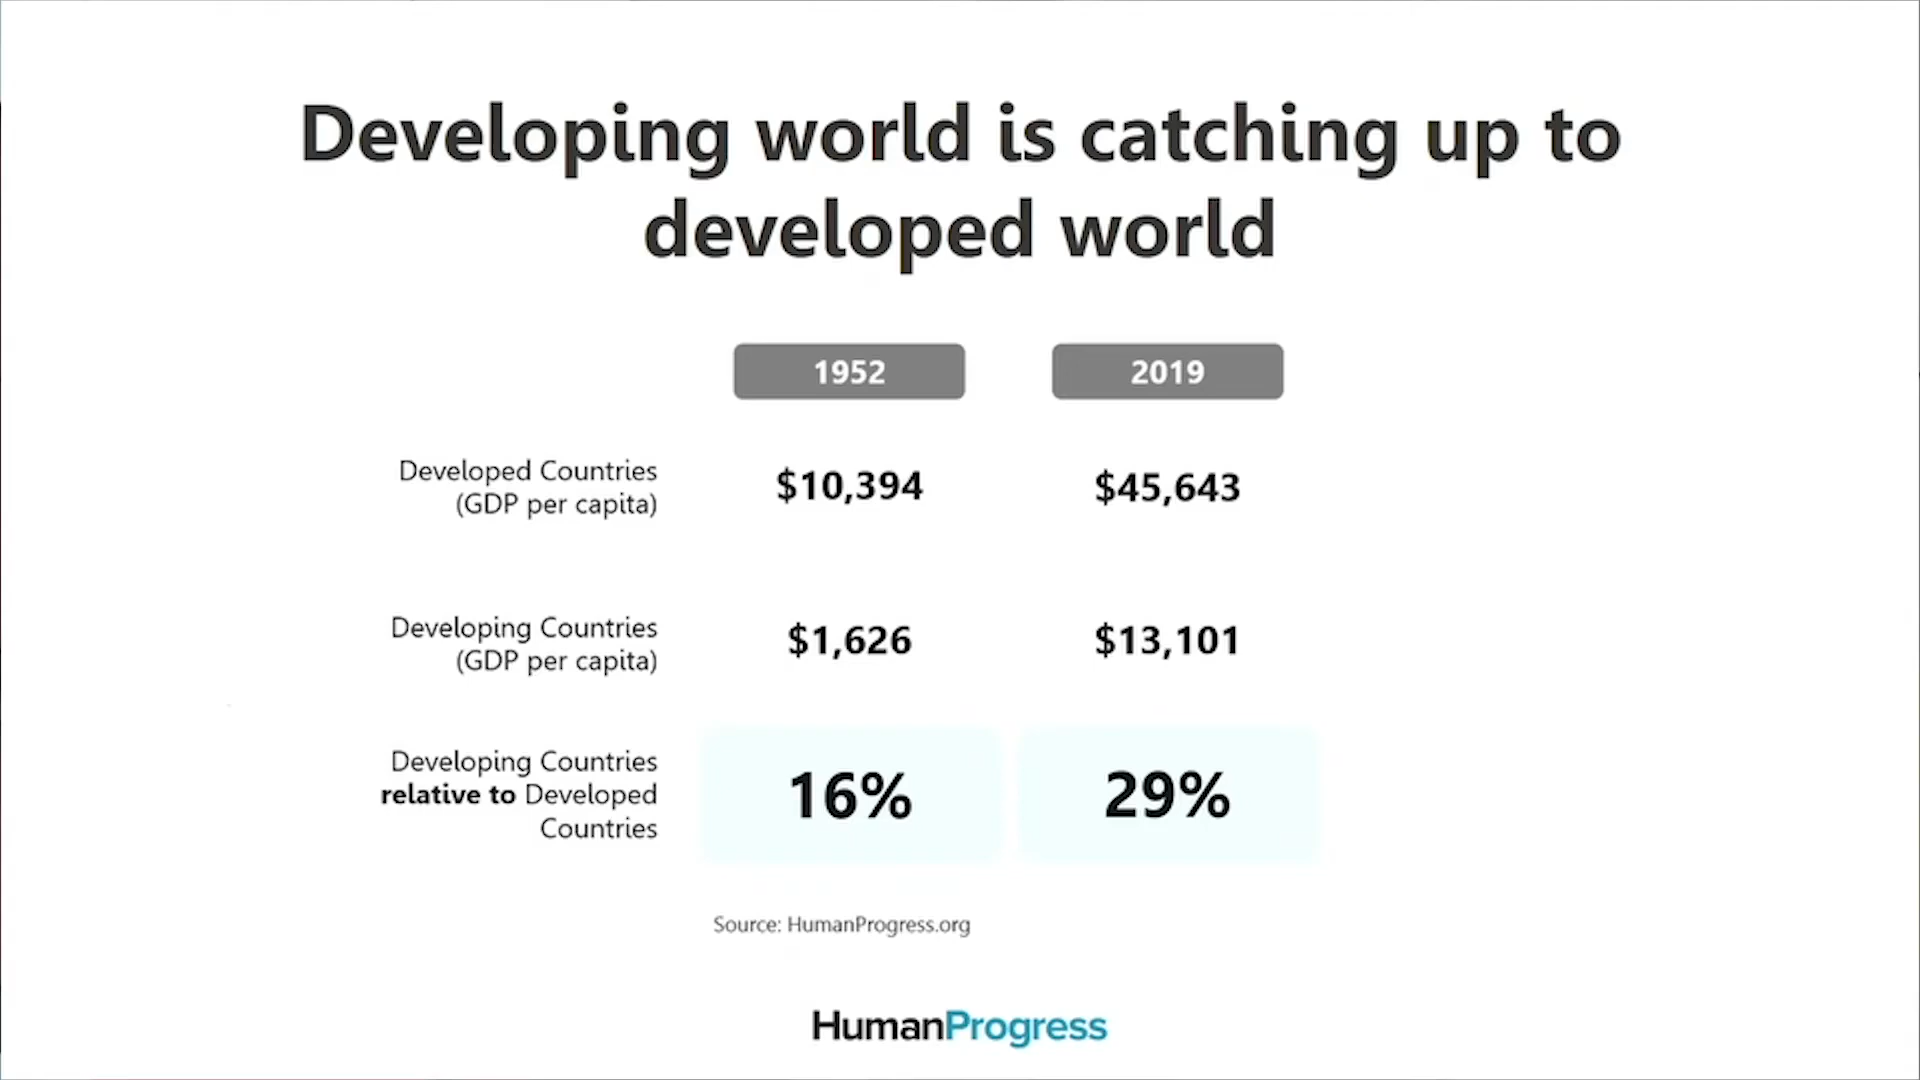 Developing world is catching up to
developed world
1952
2019
Developed Countries
(GDP per capita)
$10,394
$45,643
Developing Countries
(GDP per capita)
$1,626
$13,101
Developing Countries
relative to Developed
Countries
16%
29%
Source: HumanProgress.org
HumanProgress